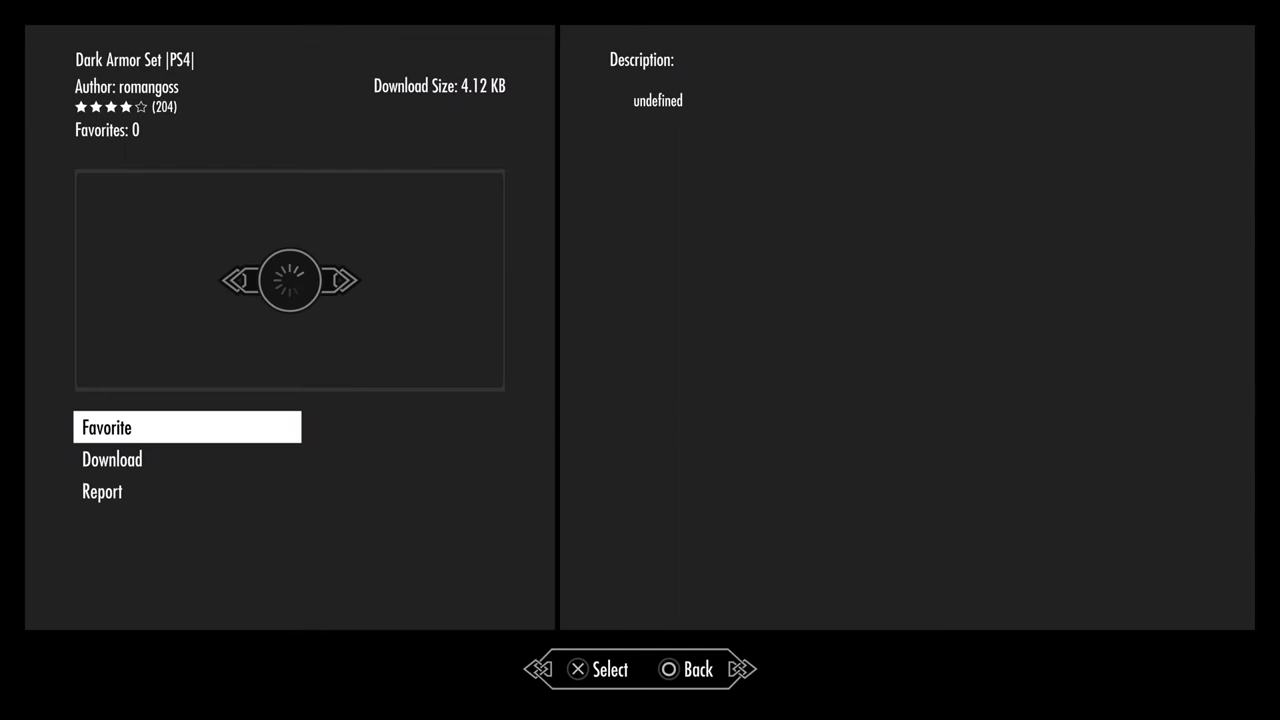 Dark Armor Set |PS4|
Author: romangoss
Download Size: 4.12 KB
(204)
Favorites: 0
Favorite
Download
Report
Description:
undefined
Select
Back